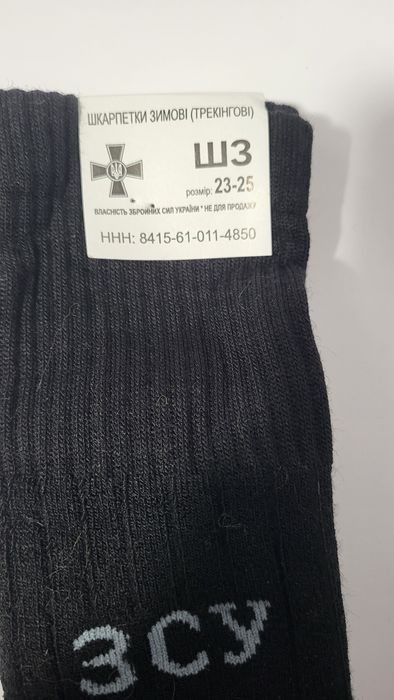 ШКАРПЕТКИ ЗИМОВІ (ТРЕКІНГОВІ)
ШЗ
розмір: 23-25
ВЛАСНІСТЬ ЗБРОЙНИХ СИЛ УКРАЇНИ * НЕ ДЛЯ ПРОДАЖУ
ННН: 8415-61-011-4850
ЗСУ